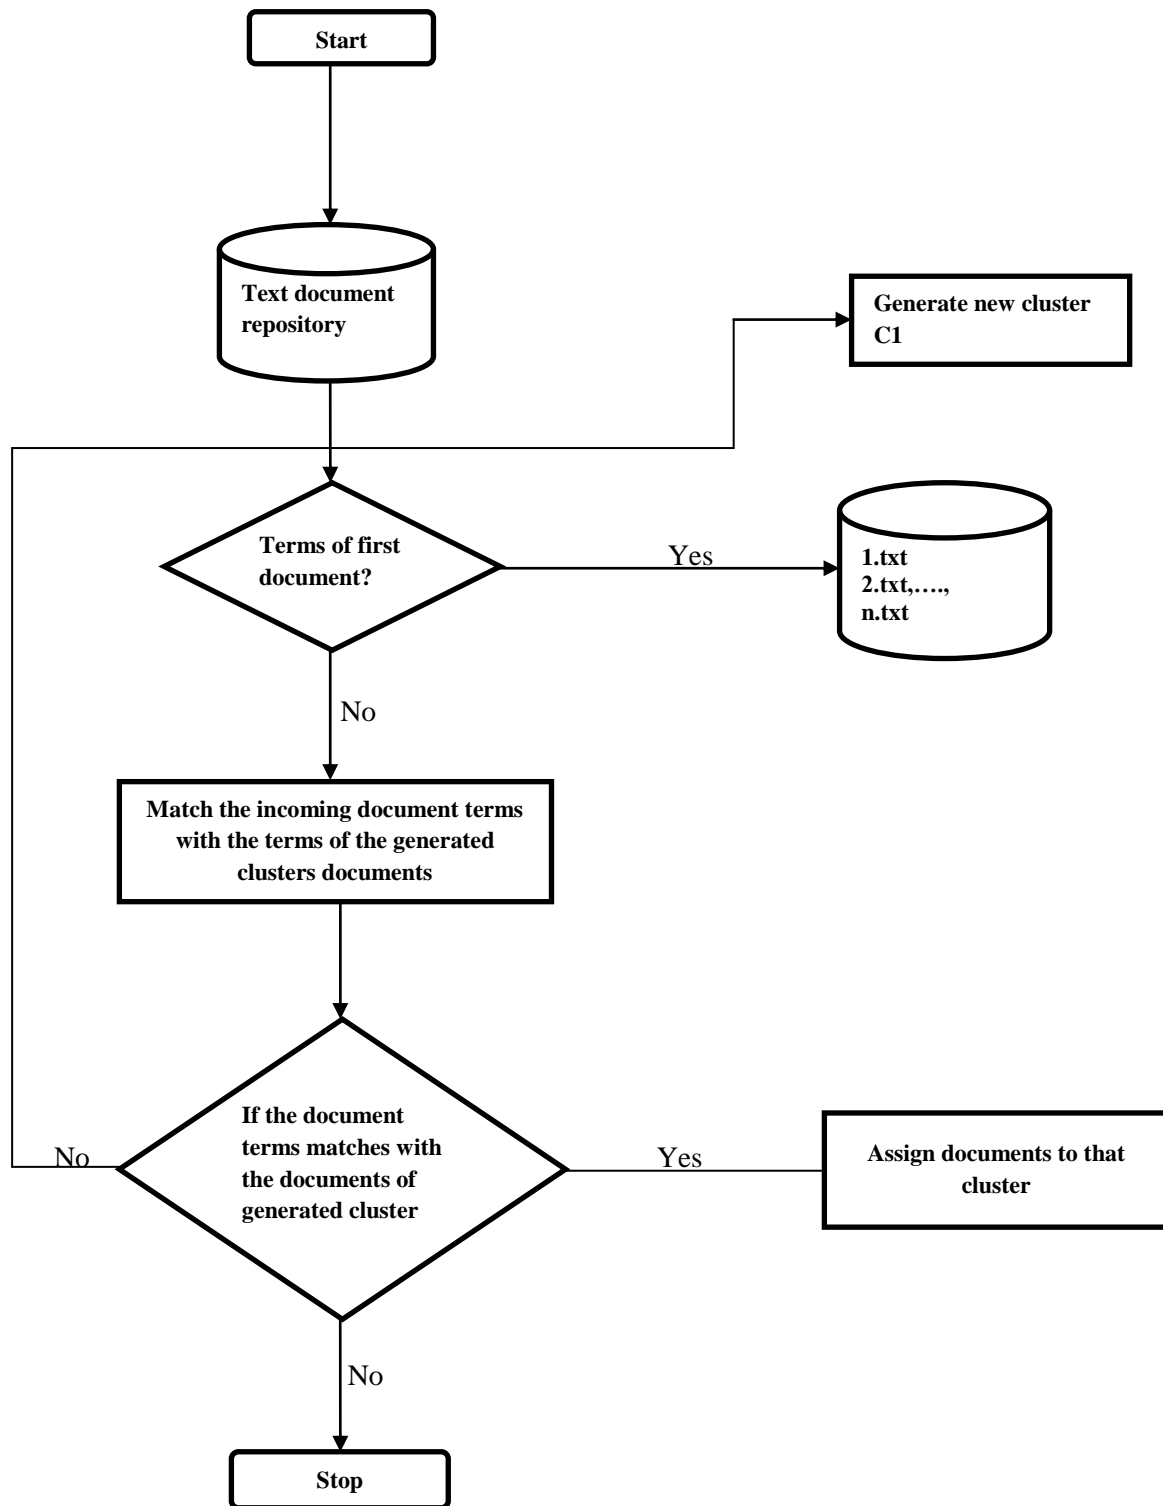 Start
Text document
repository
Generate new cluster
C1
Terms of first
document?
Yes
1.txt
2.txt,….,
n.txt
No
Match the incoming document terms
with the terms of the generated
clusters documents
If the document
terms matches with
the documents of
generated cluster
No
Yes
Assign documents to that
cluster
No
Stop